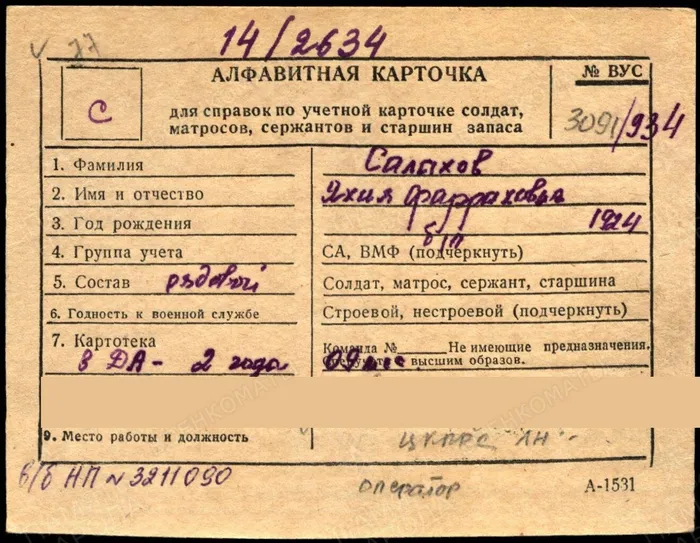 14/2634
АЛФАВИТНАЯ КАРТОЧКА
№ ВУС
С
для справок по учетной карточке солдат,
матросов, сержантов и старшин запаса
3091/934
1. Фамилия Салахов
2. Имя и отчество Яхия Фаррахович
3. Год рождения 1924
б/п
4. Группа учета СА, ВМФ (подчеркнуть)
5. Состав рядовой Солдат, матрос, сержант, старшина
6. Годность к военной службе Строевой, нестроевой (подчеркнуть)
7. Картотека Команда № Не имеющие предназначения.
в ДА - 2 года 09 мес высшим образов.
9. Место работы и должность
в/б НП № 3211090 оператор А-1531